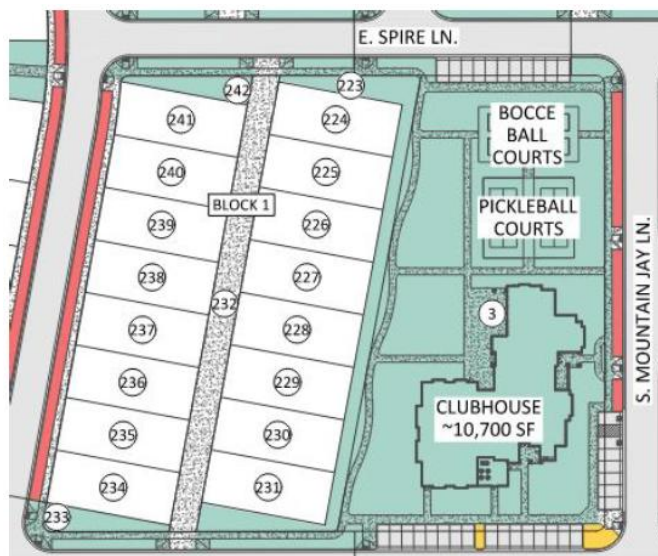 E. SPIRE LN.
242
223
241
224
BOCCE
BALL
COURTS
240
225
BLOCK 1
PICKLEBALL
COURTS
239
226
238
227
232
3
237
228
236
229
CLUBHOUSE
~10,700 SF
235
230
234
231
233
S. MOUNTAIN JAY LN.